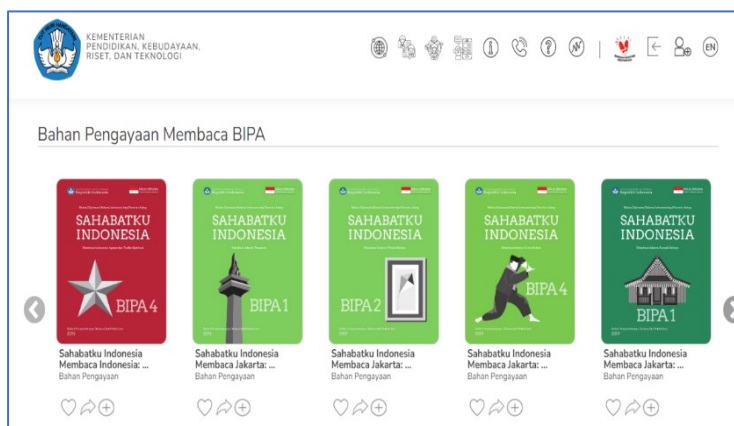 KEMENTERIAN
PENDIDIKAN, KEBUDAYAAN,
RISET, DAN TEKNOLOGI
EN
Bahan Pengayaan Membaca BIPA
SAHABATKU
INDONESIA
BIPA 4
SAHABATKU
INDONESIA
BIPA 1
SAHABATKU
INDONESIA
BIPA 2
SAHABATKU
INDONESIA
BIPA 4
SAHABATKU
INDONESIA
BIPA 1
Sahabatku Indonesia
Membaca Indonesia: ...
Bahan Pengayaan
Sahabatku Indonesia
Membaca Jakarta: ...
Bahan Pengayaan
Sahabatku Indonesia
Membaca Jakarta: ...
Bahan Pengayaan
Sahabatku Indonesia
Membaca Jakarta: ...
Bahan Pengayaan
Sahabatku Indonesia
Membaca Jakarta: ...
Bahan Pengayaan